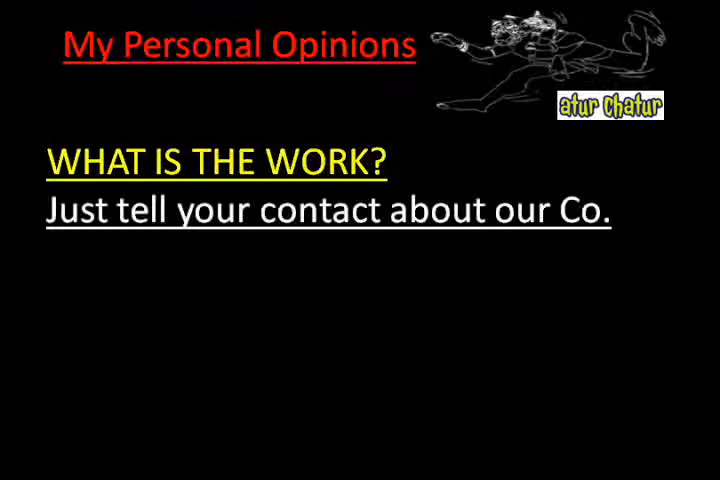 My Personal Opinions
atur chatur
WHAT IS THE WORK?
Just tell your contact about our Co.